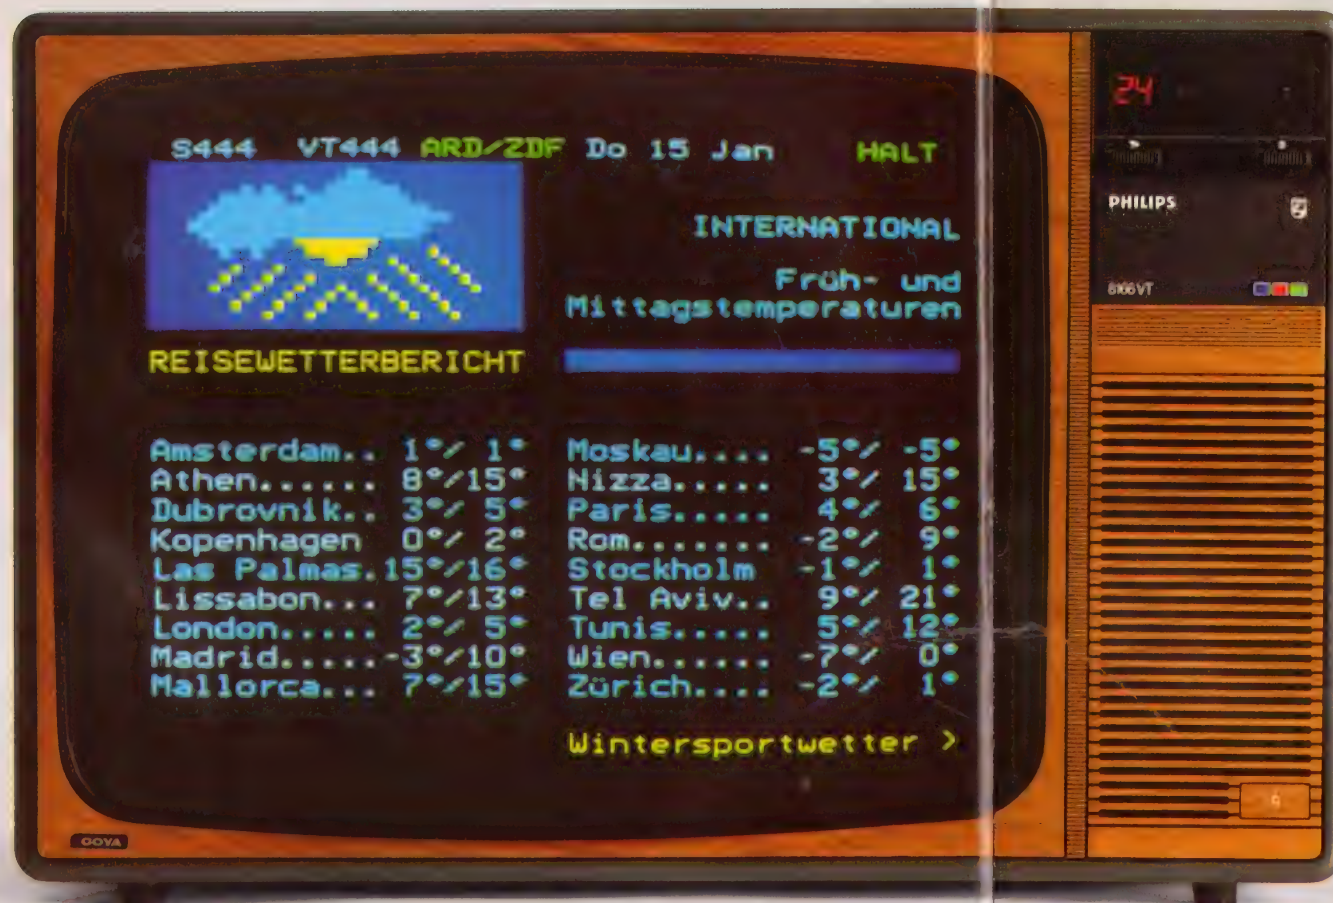 S444 VT444 ARD/ZDF Do 15 Jan HALT
INTERNATIONAL
Früh- und
Mittagstemperaturen
REISEWETTERBERICHT
Amsterdam.. 1°/ 1°
Athen...... 8°/15°
Dubrovnik.. 3°/ 5°
Kopenhagen 0°/ 2°
Las Palmas.15°/16°
Lissabon... 7°/13°
London..... 2°/ 5°
Madrid.....-3°/10°
Mallorca... 7°/15°
Moskau.... -5°/ -5°
Nizza..... 3°/ 15°
Paris..... 4°/ 6°
Rom....... -2°/ 9°
Stockholm -1°/ 1°
Tel Aviv.. 9°/ 21°
Tunis..... 5°/ 12°
Wien...... -7°/ 0°
Zürich.... -2°/ 1°
Wintersportwetter >
24
PHILIPS
8166 VT
GOYA